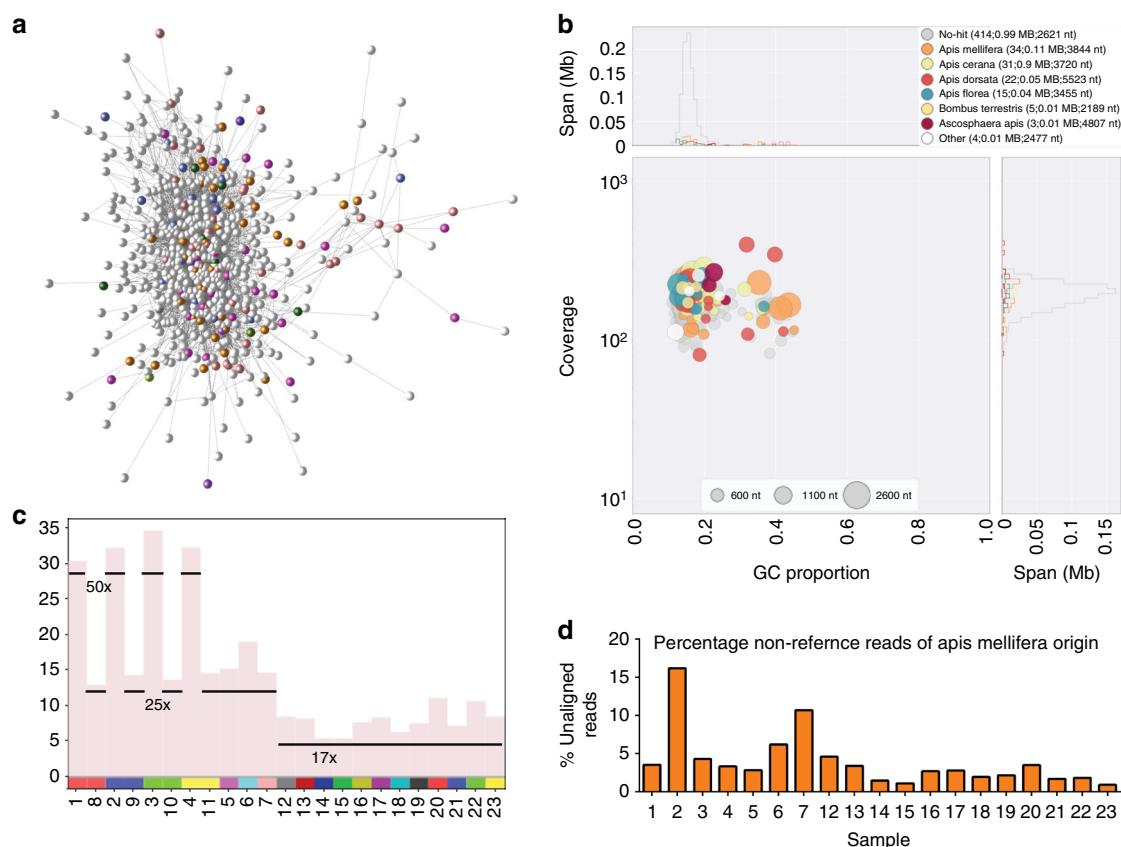 a
b
Span (Mb)
0.2
0.15
0.1
0.05
0
No-hit (414;0.99 MB;2621 nt)
Apis mellifera (34;0.11 MB;3844 nt)
Apis cerana (31;0.9 MB;3720 nt)
Apis dorsata (22;0.05 MB;5523 nt)
Apis florea (15;0.04 MB;3455 nt)
Bombus terrestris (5;0.01 MB;2189 nt)
Ascosphaera apis (3;0.01 MB;4807 nt)
Other (4;0.01 MB;2477 nt)
Coverage
10³
10²
10¹
600 nt 1100 nt 2600 nt
0.0 0.2 0.4 0.6 0.8 1.0
GC proportion
0 0.05 0.1 0.15
Span (Mb)
c
35
30
25
20
15
10
5
0
50x
25x
17x
1 8 2 9 3 10 4 11 5 6 7 12 13 14 15 16 17 18 19 20 21 22 23
d
Percentage non-refernce reads of apis mellifera origin
% Unaligned
reads
20
15
10
5
0
1 2 3 4 5 6 7 12 13 14 15 16 17 18 19 20 21 22 23
Sample